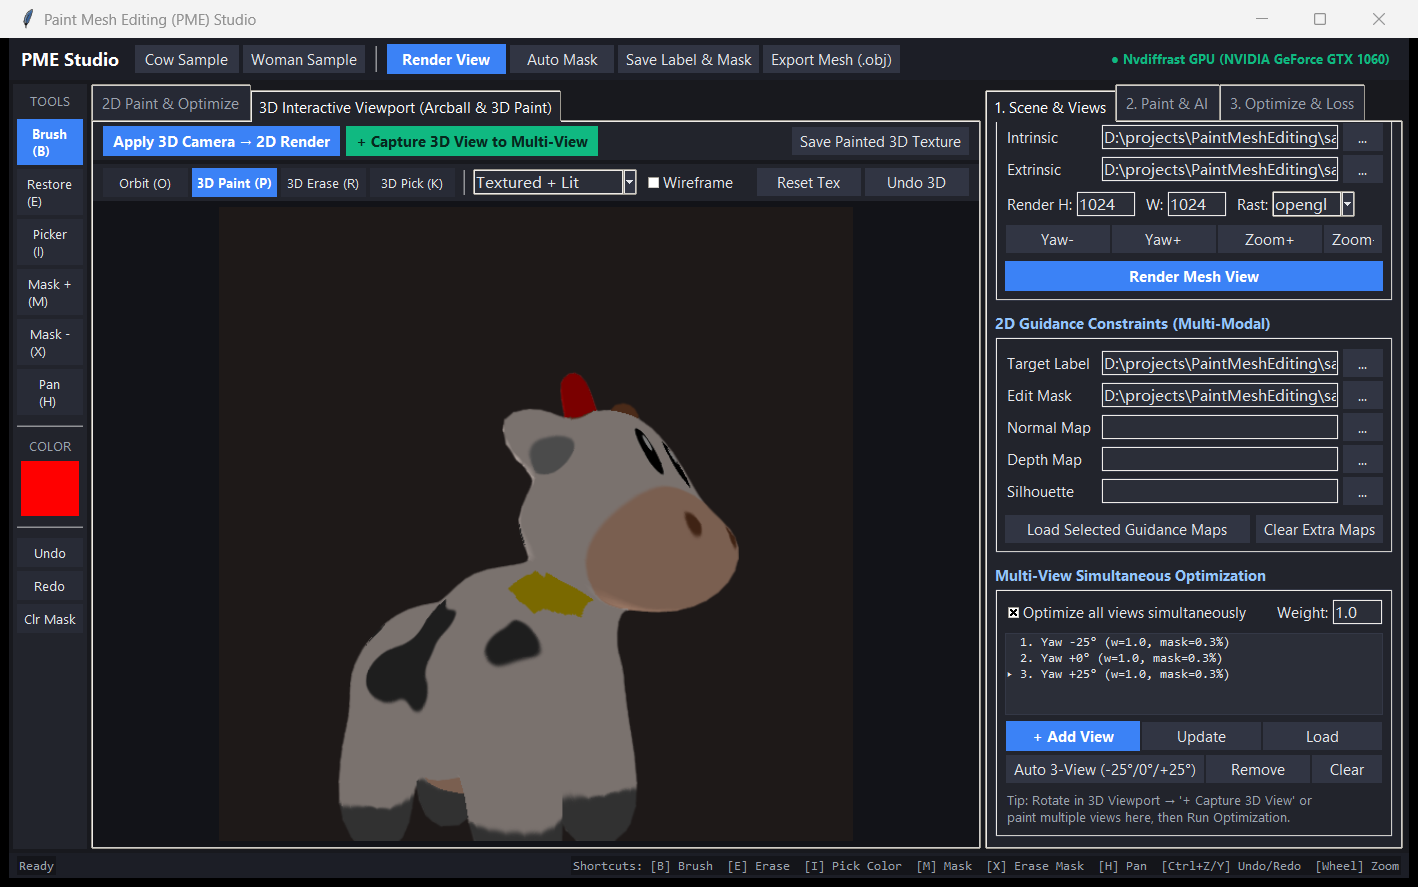 Paint Mesh Editing (PME) Studio
PME Studio Cow Sample Woman Sample Render View Auto Mask Save Label & Mask Export Mesh (.obj) ● Nvdiffrast GPU (NVIDIA GeForce GTX 1060)
TOOLS
Brush
(B)
Restore
(E)
Picker
(I)
Mask +
(M)
Mask -
(X)
Pan
(H)
COLOR
Undo
Redo
Clr Mask
2D Paint & Optimize 3D Interactive Viewport (Arcball & 3D Paint)
Apply 3D Camera → 2D Render + Capture 3D View to Multi-View Save Painted 3D Texture
Orbit (O) 3D Paint (P) 3D Erase (R) 3D Pick (K) Textured + Lit Wireframe Reset Tex Undo 3D
1. Scene & Views 2. Paint & AI 3. Optimize & Loss
Intrinsic D:\projects\PaintMeshEditing\sa ...
Extrinsic D:\projects\PaintMeshEditing\sa ...
Render H: 1024 W: 1024 Rast: opengl
Yaw- Yaw+ Zoom+ Zoom-
Render Mesh View
2D Guidance Constraints (Multi-Modal)
Target Label D:\projects\PaintMeshEditing\sa ...
Edit Mask D:\projects\PaintMeshEditing\sa ...
Normal Map ...
Depth Map ...
Silhouette ...
Load Selected Guidance Maps Clear Extra Maps
Multi-View Simultaneous Optimization
Optimize all views simultaneously Weight: 1.0
1. Yaw -25° (w=1.0, mask=0.3%)
2. Yaw +0° (w=1.0, mask=0.3%)
▸ 3. Yaw +25° (w=1.0, mask=0.3%)
+ Add View Update Load
Auto 3-View (-25°/0°/+25°) Remove Clear
Tip: Rotate in 3D Viewport → '+ Capture 3D View' or
paint multiple views here, then Run Optimization.
Ready Shortcuts: [B] Brush [E] Erase [I] Pick Color [M] Mask [X] Erase Mask [H] Pan [Ctrl+Z/Y] Undo/Redo [Wheel] Zoom